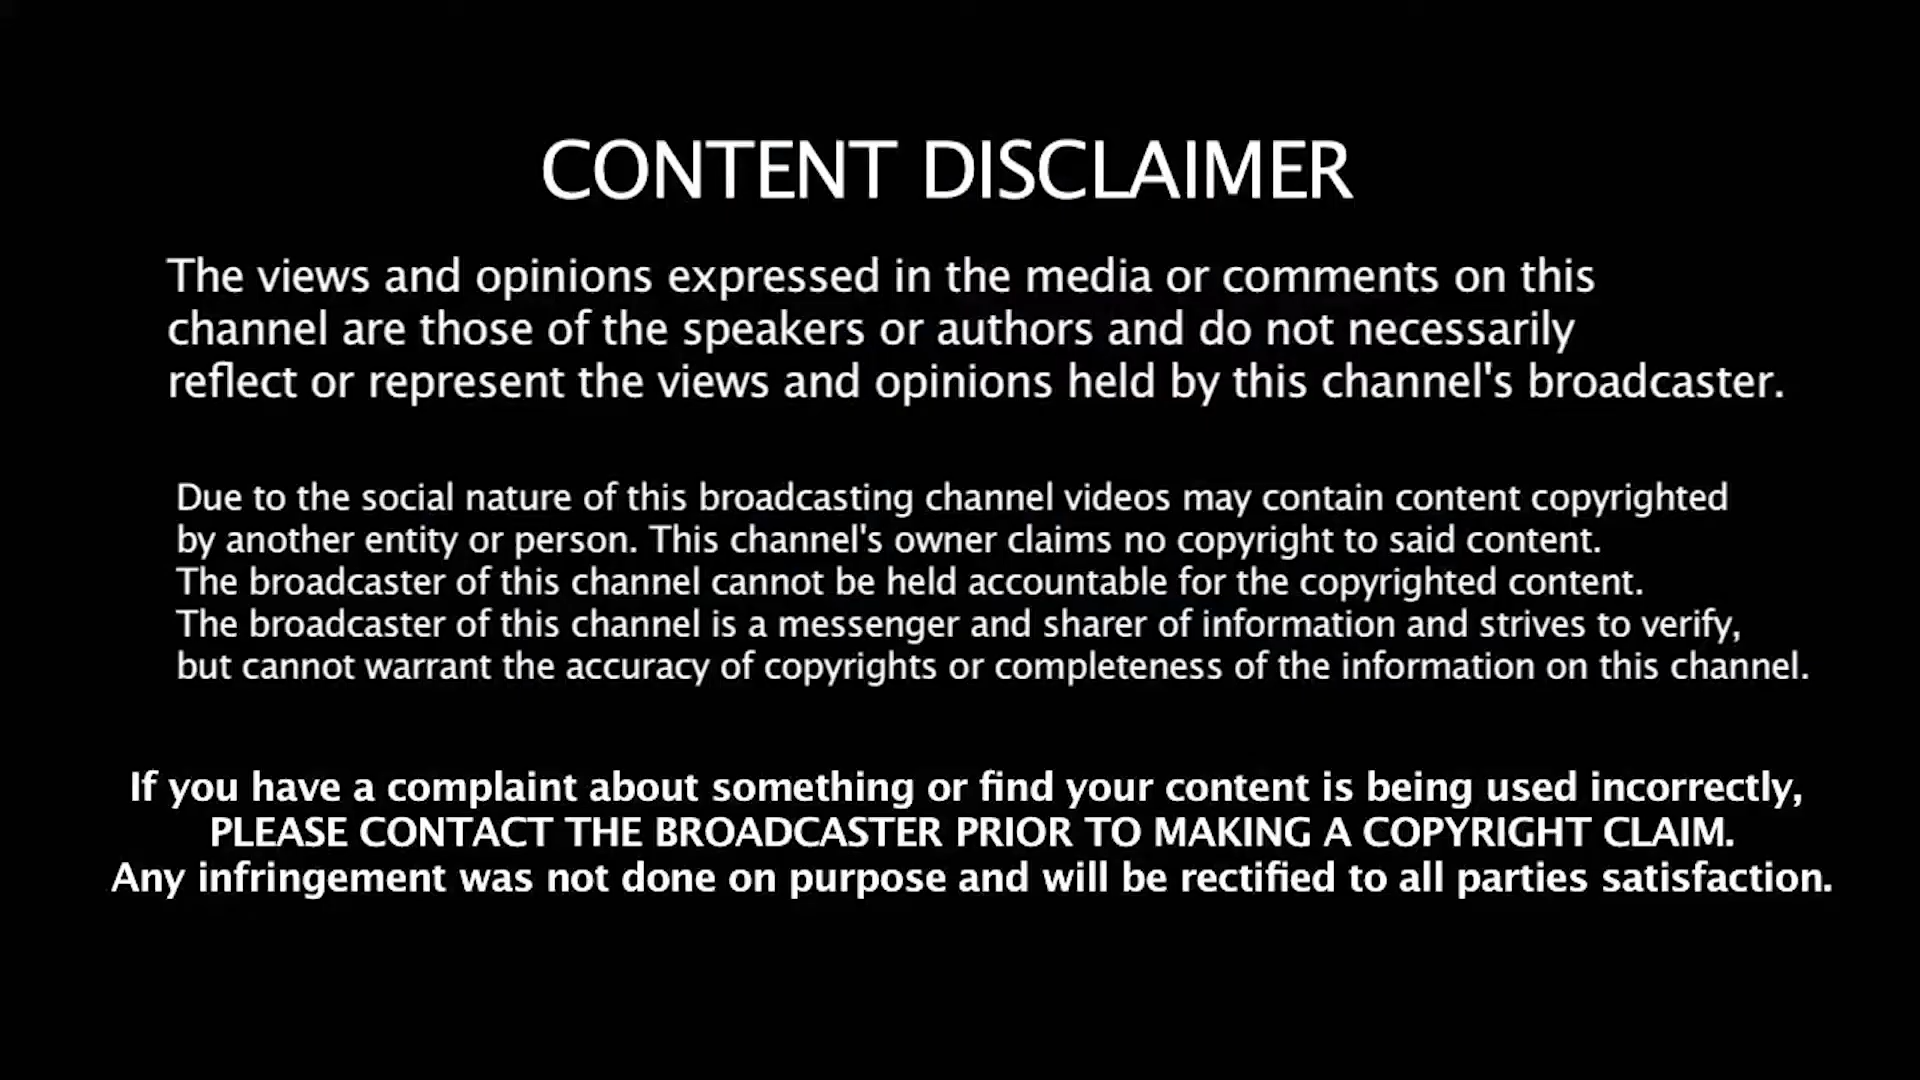 CONTENT DISCLAIMER
The views and opinions expressed in the media or comments on this
channel are those of the speakers or authors and do not necessarily
reflect or represent the views and opinions held by this channel's broadcaster.
Due to the social nature of this broadcasting channel videos may contain content copyrighted
by another entity or person. This channel's owner claims no copyright to said content.
The broadcaster of this channel cannot be held accountable for the copyrighted content.
The broadcaster of this channel is a messenger and sharer of information and strives to verify,
but cannot warrant the accuracy of copyrights or completeness of the information on this channel.
If you have a complaint about something or find your content is being used incorrectly,
PLEASE CONTACT THE BROADCASTER PRIOR TO MAKING A COPYRIGHT CLAIM.
Any infringement was not done on purpose and will be rectified to all parties satisfaction.